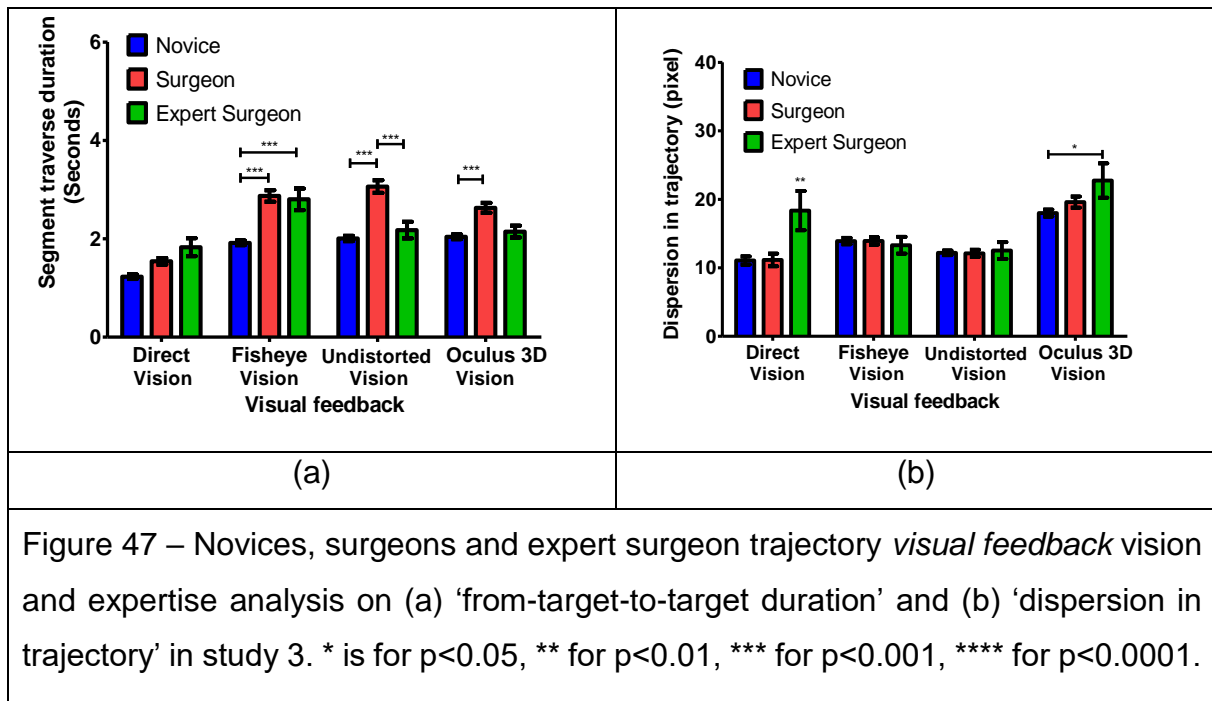 Segment traverse duration
(Seconds)
6
4
2
0
Novice
Surgeon
Expert Surgeon
***
***
***
***
***
Direct
Vision
Fisheye
Vision
Undistorted
Vision
Oculus 3D
Vision
Visual feedback
Dispersion in trajectory (pixel)
40
30
20
10
0
Novice
Surgeon
Expert Surgeon
**
*
Direct
Vision
Fisheye
Vision
Undistorted
Vision
Oculus 3D
Vision
Visual feedback
(a)
(b)
Figure 47 – Novices, surgeons and expert surgeon trajectory visual feedback vision
and expertise analysis on (a) ‘from-target-to-target duration’ and (b) ‘dispersion in
trajectory’ in study 3. * is for p<0.05, ** for p<0.01, *** for p<0.001, **** for p<0.0001.